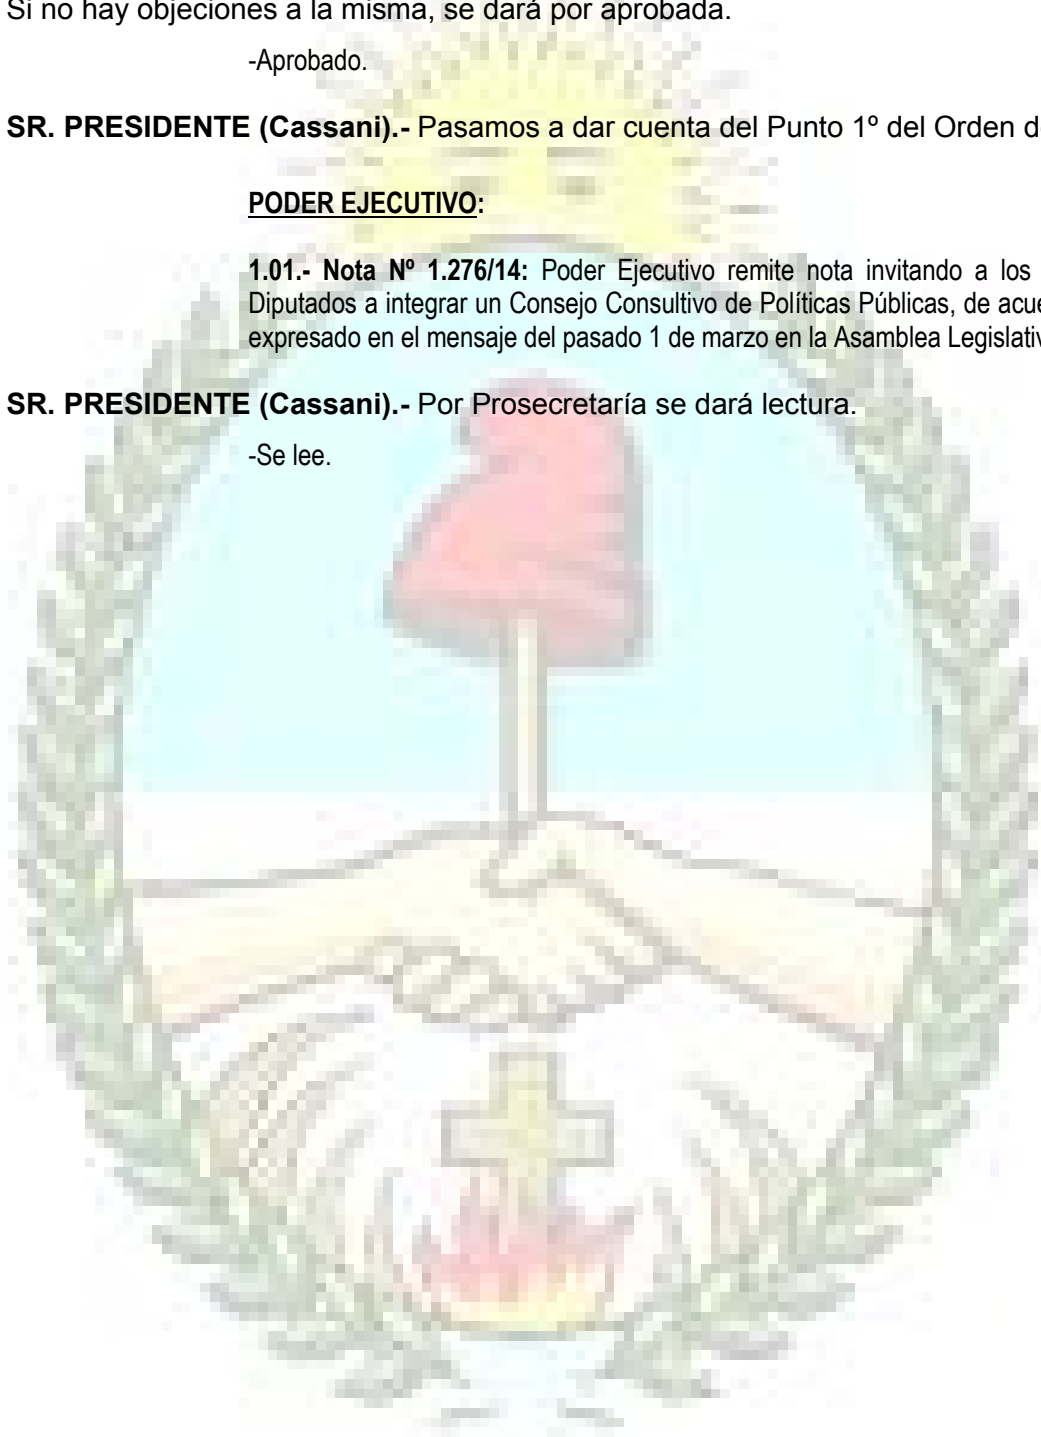 Si no hay objeciones a la misma, se dará por aprobada.
-Aprobado.
SR. PRESIDENTE (Cassani).- Pasamos a dar cuenta del Punto 1º del Orden d
PODER EJECUTIVO:
1.01.- Nota Nº 1.276/14: Poder Ejecutivo remite nota invitando a los
Diputados a integrar un Consejo Consultivo de Políticas Públicas, de acu
expresado en el mensaje del pasado 1 de marzo en la Asamblea Legislativ
SR. PRESIDENTE (Cassani).- Por Prosecretaría se dará lectura.
-Se lee.